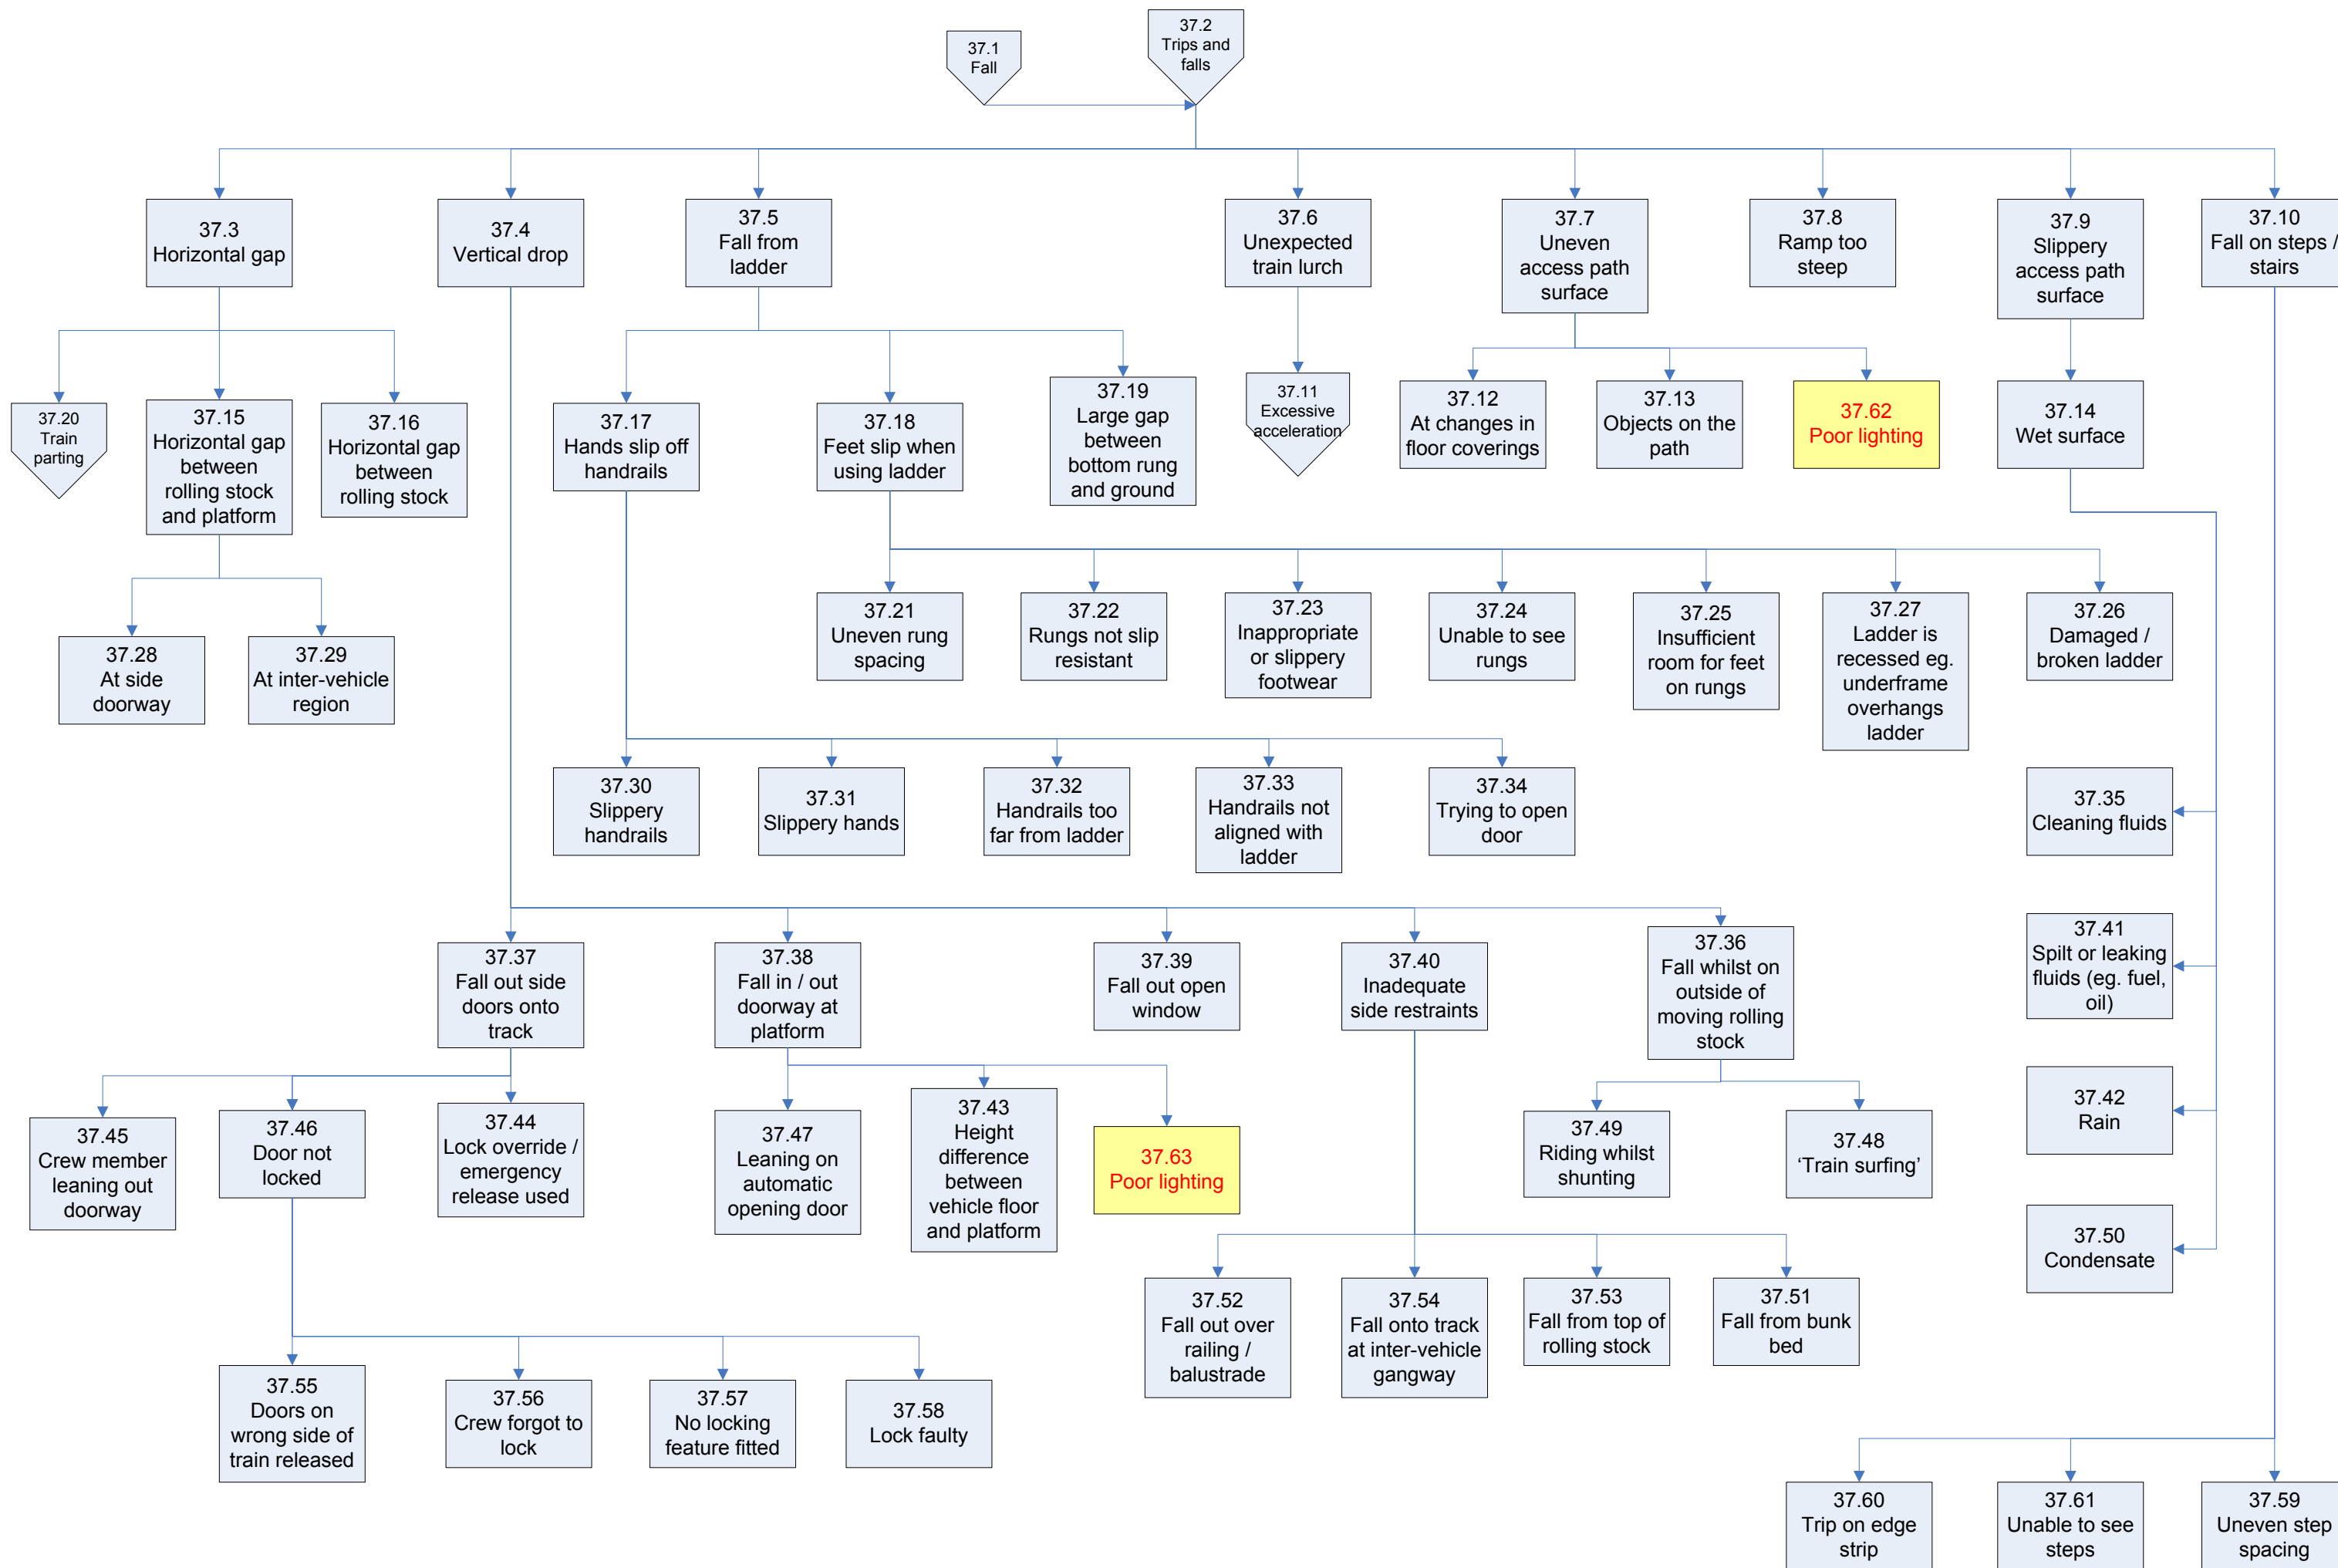 37.1
Fall
37.2
Trips and
falls
37.3
Horizontal gap
37.4
Vertical drop
37.5
Fall from
ladder
37.6
Unexpected
train lurch
37.7
Uneven
access path
surface
37.8
Ramp too
steep
37.9
Slippery
access path
surface
37.10
Fall on steps /
stairs
37.20
Train
parting
37.15
Horizontal gap
between
rolling stock
and platform
37.16
Horizontal gap
between
rolling stock
37.17
Hands slip off
handrails
37.18
Feet slip when
using ladder
37.19
Large gap
between
bottom rung
and ground
37.11
Excessive
acceleration
37.12
At changes in
floor coverings
37.13
Objects on the
path
37.62
Poor lighting
37.14
Wet surface
37.28
At side
doorway
37.29
At inter-vehicle
region
37.21
Uneven rung
spacing
37.22
Rungs not slip
resistant
37.23
Inappropriate
or slippery
footwear
37.24
Unable to see
rungs
37.25
Insufficient
room for feet
on rungs
37.27
Ladder is
recessed eg.
underframe
overhangs
ladder
37.26
Damaged /
broken ladder
37.30
Slippery
handrails
37.31
Slippery hands
37.32
Handrails too
far from ladder
37.33
Handrails not
aligned with
ladder
37.34
Trying to open
door
37.35
Cleaning fluids
37.37
Fall out side
doors onto
track
37.38
Fall in / out
doorway at
platform
37.39
Fall out open
window
37.40
Inadequate
side restraints
37.36
Fall whilst on
outside of
moving rolling
stock
37.41
Spilt or leaking
fluids (eg. fuel,
oil)
37.45
Crew member
leaning out
doorway
37.46
Door not
locked
37.44
Lock override /
emergency
release used
37.47
Leaning on
automatic
opening door
37.43
Height
difference
between
vehicle floor
and platform
37.63
Poor lighting
37.49
Riding whilst
shunting
37.48
‘Train surfing’
37.42
Rain
37.50
Condensate
37.52
Fall out over
railing /
balustrade
37.54
Fall onto track
at inter-vehicle
gangway
37.53
Fall from top of
rolling stock
37.51
Fall from bunk
bed
37.55
Doors on
wrong side of
train released
37.56
Crew forgot to
lock
37.57
No locking
feature fitted
37.58
Lock faulty
37.60
Trip on edge
strip
37.61
Unable to see
steps
37.59
Uneven step
spacing